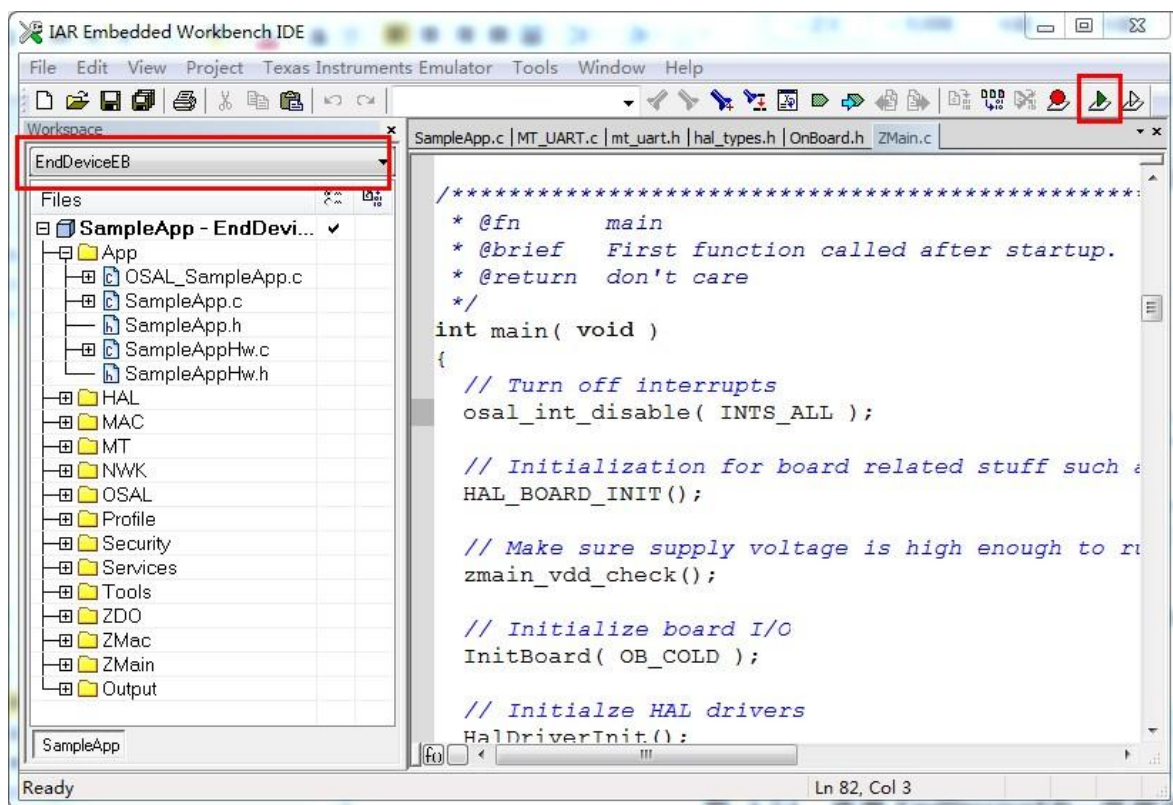 IAR Embedded Workbench IDE
File Edit View Project Texas Instruments Emulator Tools Window Help
Workspace
EndDeviceEB
Files
SampleApp - EndDevi...
App
OSAL_SampleApp.c
SampleApp.c
SampleApp.h
SampleAppHw.c
SampleAppHw.h
HAL
MAC
MT
NWK
OSAL
Profile
Security
Services
Tools
ZDO
ZMac
ZMain
Output
SampleApp
SampleApp.c | MT_UART.c | mt_uart.h | hal_types.h | OnBoard.h ZMain.c
/*************************************************
* @fn main
* @brief First function called after startup.
* @return don't care
*/
int main( void )
{
// Turn off interrupts
osal_int_disable( INTS_ALL );
// Initialization for board related stuff such
HAL_BOARD_INIT();
// Make sure supply voltage is high enough to
zmain_vdd_check();
// Initialize board I/O
InitBoard( OB_COLD );
// Initialze HAL drivers
HalDriverInit();
f()
Ready
Ln 82, Col 3